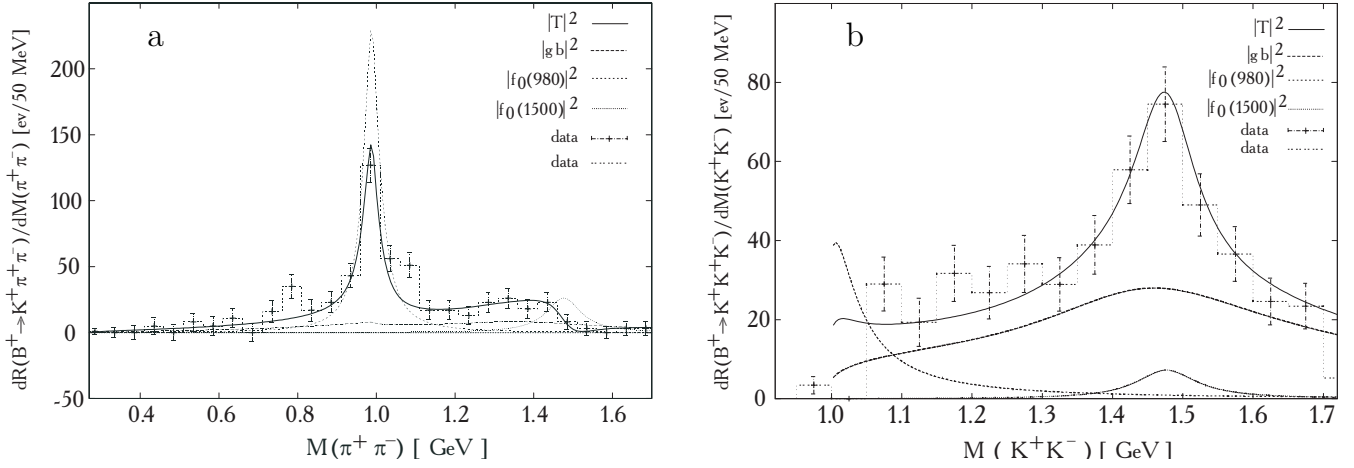 a
dR(B⁺→K⁺π⁺π⁻)/dM(π⁺π⁻) [ev/50 MeV]
200
150
100
50
0
-50
0.4 0.6 0.8 1.0 1.2 1.4 1.6
M(π⁺ π⁻) [ GeV ]
|T|²
|gb|²
|f₀(980)|²
|f₀(1500)|²
data
data
b
dR(B⁺→K⁺K⁺K⁻)/dM(K⁺K⁻) [ev/50 MeV]
80
60
40
20
0
1.0 1.1 1.2 1.3 1.4 1.5 1.6 1.7
M ( K⁺K⁻) [ GeV ]
|T|²
|gb|²
|f₀(980)|²
|f₀(1500)|²
data
data